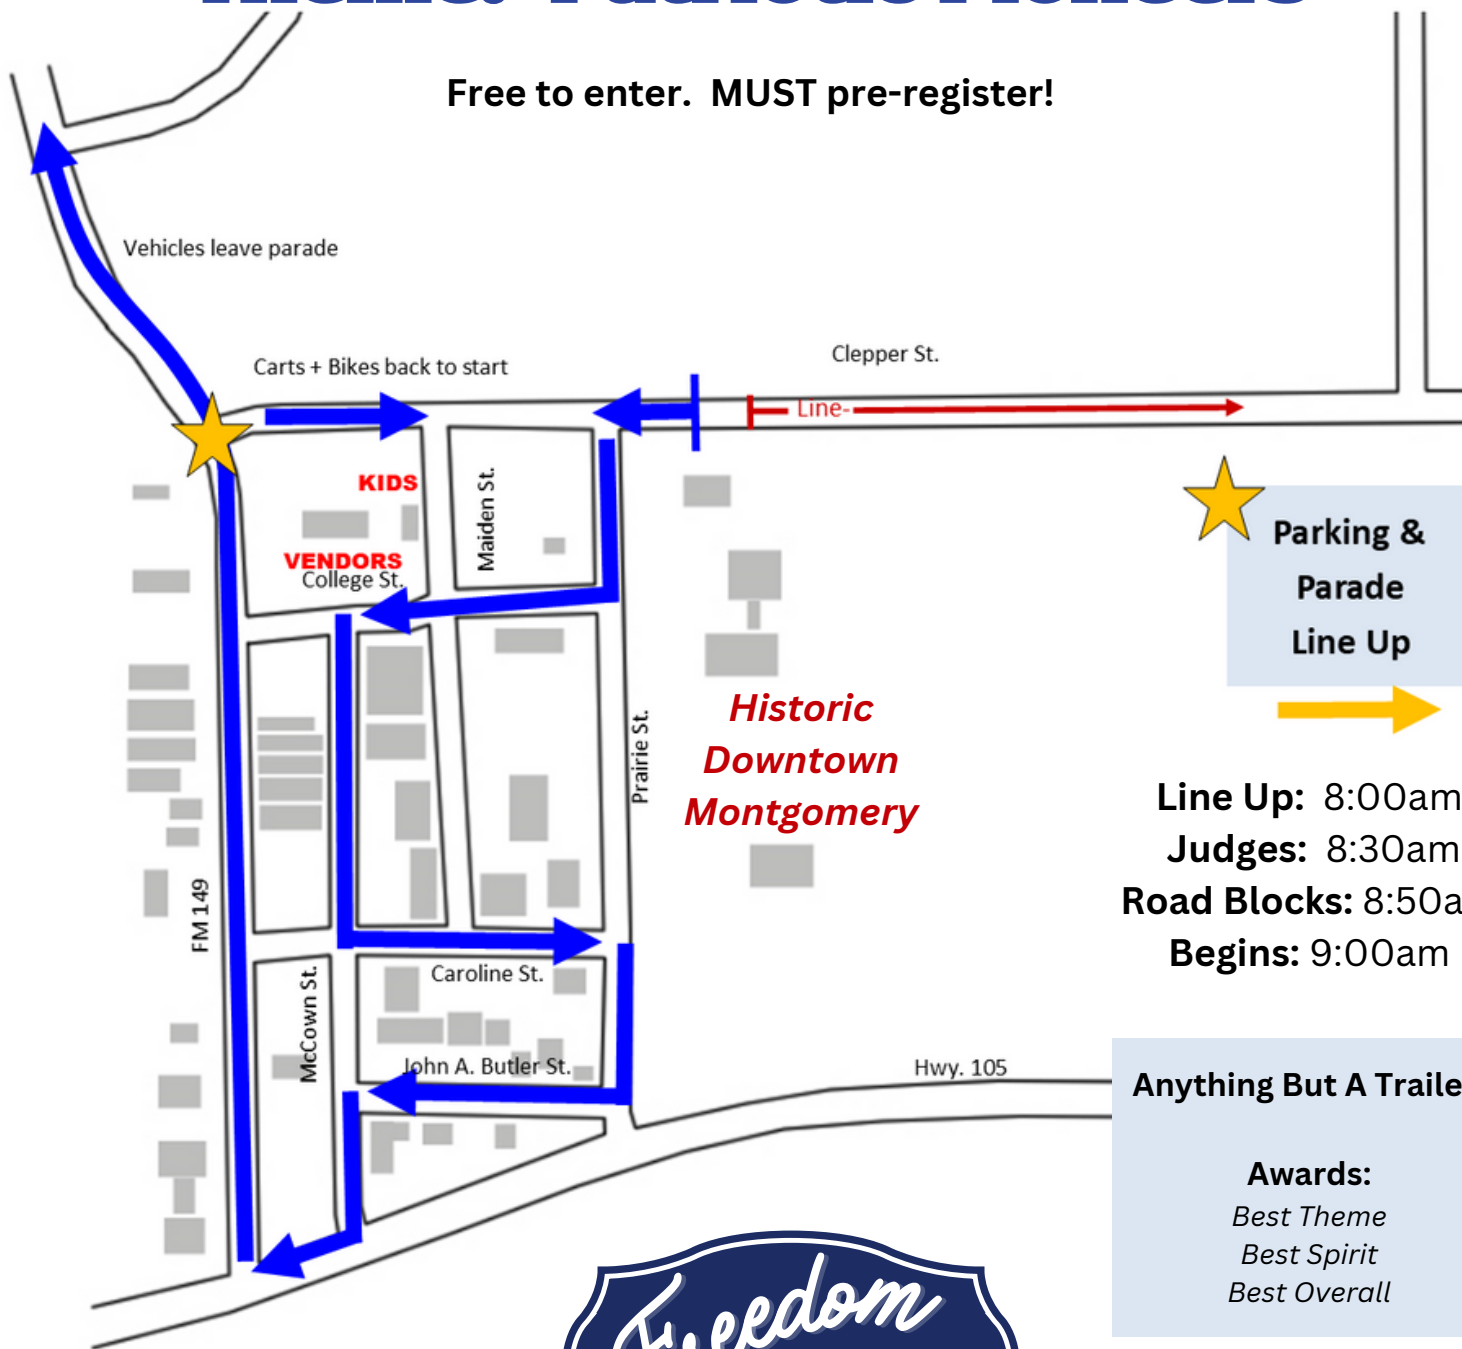 Free to enter.  MUST pre-register!
Vehicles leave parade
Carts + Bikes back to start
Clepper St.
Line-
KIDS
Maiden St.
VENDORS
College St.
Parking &
Parade
Line Up
Historic
Downtown
Montgomery
Prairie St.
Line Up: 8:00am
Judges: 8:30am
Road Blocks: 8:50a
Begins: 9:00am
FM 149
McCown St.
Caroline St.
John A. Butler St.
Hwy. 105
Anything But A Traile
Awards:
Best Theme
Best Spirit
Best Overall
Freedom